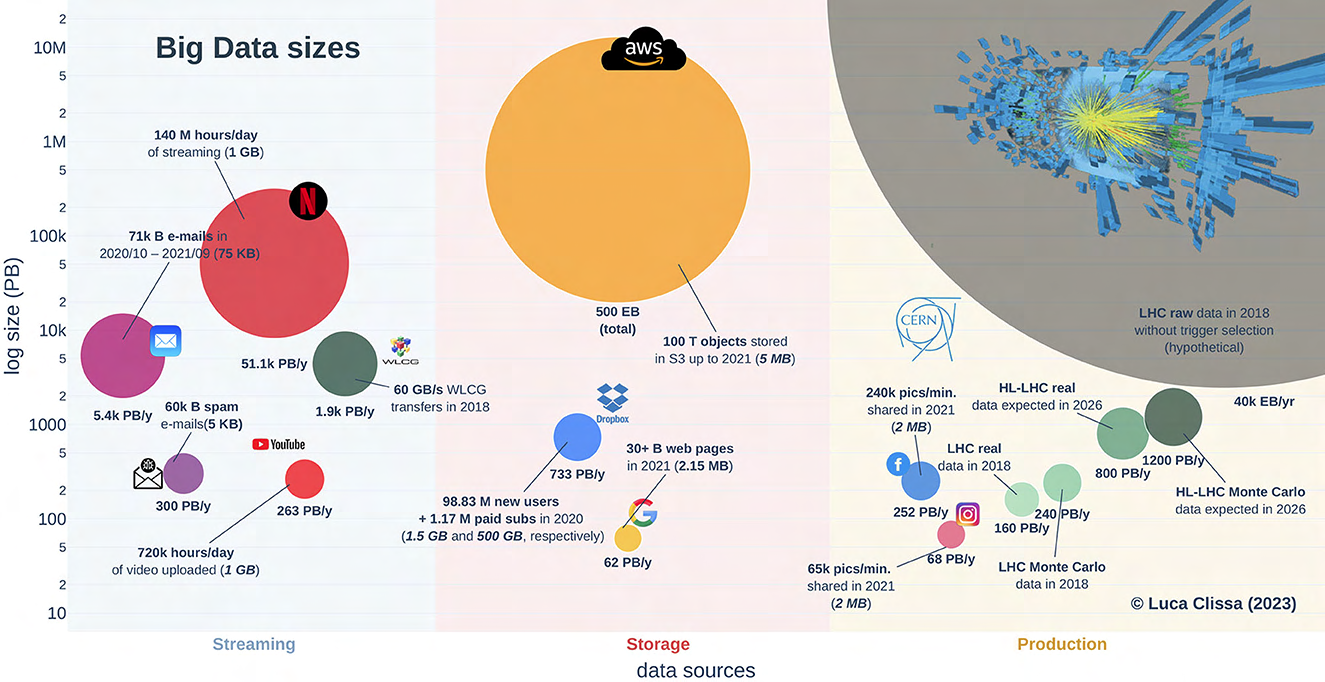 Big Data sizes
log size (PB)
2
10M
5
2
1M
5
2
100k
5
2
10k
5
2
1000
5
2
100
5
2
10
140 M hours/day
of streaming (1 GB)
N
71k B e-mails in
2020/10 – 2021/09 (75 KB)
51.1k PB/y
5.4k PB/y
WLCG
1.9k PB/y
60 GB/s WLCG
transfers in 2018
60k B spam
e-mails(5 KB)
300 PB/y
YouTube
263 PB/y
720k hours/day
of video uploaded (1 GB)
aws
500 EB
(total)
100 T objects stored
in S3 up to 2021 (5 MB)
Dropbox
733 PB/y
98.83 M new users
+ 1.17 M paid subs in 2020
(1.5 GB and 500 GB, respectively)
30+ B web pages
in 2021 (2.15 MB)
G
62 PB/y
CERN
LHC raw data in 2018
without trigger selection
(hypothetical)
40k EB/yr
240k pics/min.
shared in 2021
(2 MB)
f
252 PB/y
65k pics/min.
shared in 2021
(2 MB)
68 PB/y
LHC real
data in 2018
160 PB/y
240 PB/y
LHC Monte Carlo
data in 2018
HL-LHC real
data expected in 2026
800 PB/y
1200 PB/y
HL-LHC Monte Carlo
data expected in 2026
© Luca Clissa (2023)
Streaming
Storage
Production
data sources